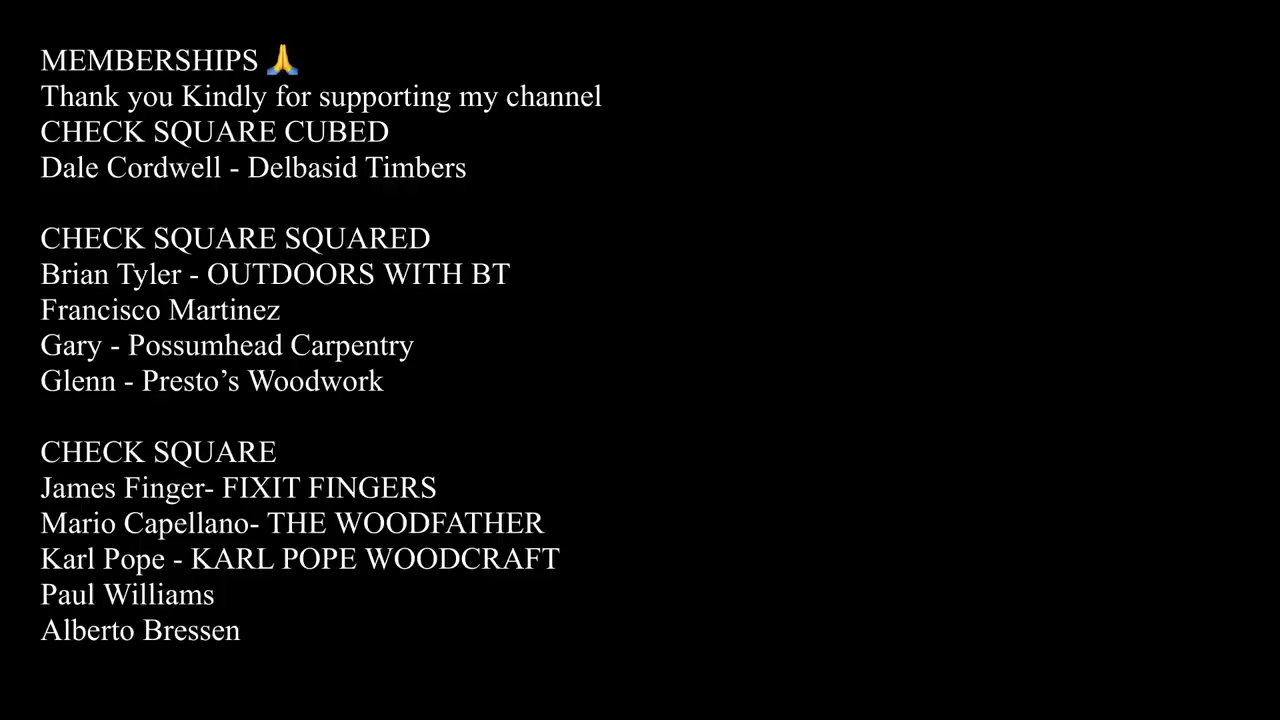 MEMBERSHIPS 🙏
Thank you Kindly for supporting my channel
CHECK SQUARE CUBED
Dale Cordwell - Delbasid Timbers
CHECK SQUARE SQUARED
Brian Tyler - OUTDOORS WITH BT
Francisco Martinez
Gary - Possumhead Carpentry
Glenn - Presto’s Woodwork
CHECK SQUARE
James Finger- FIXIT FINGERS
Mario Capellano- THE WOODFATHER
Karl Pope - KARL POPE WOODCRAFT
Paul Williams
Alberto Bressen